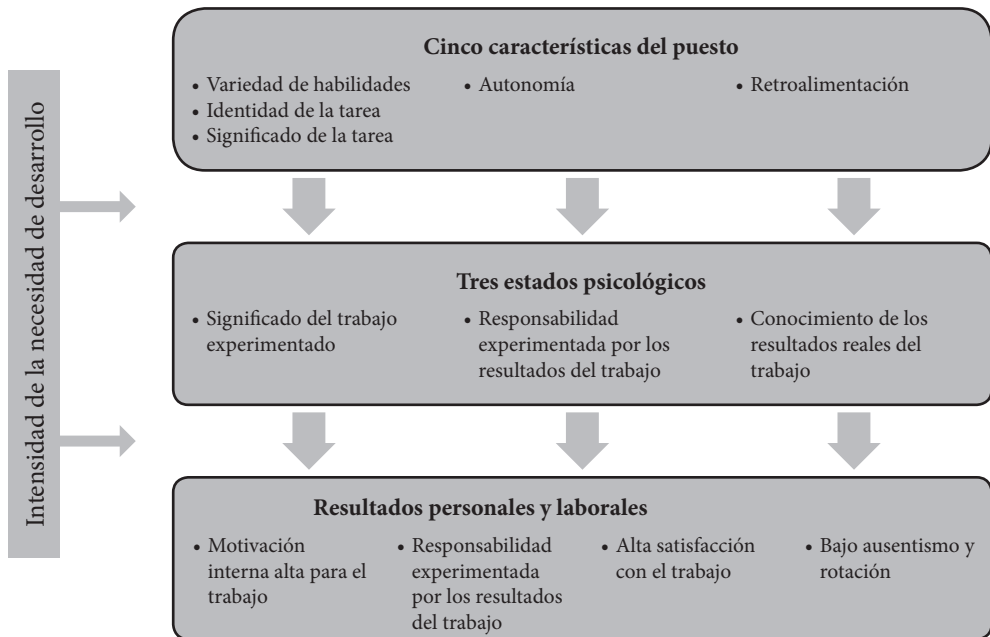 Intensidad de la necesidad de desarrollo
Cinco características del puesto
• Variedad de habilidades
• Identidad de la tarea
• Significado de la tarea
• Autonomía
• Retroalimentación
Tres estados psicológicos
• Significado del trabajo
experimentado
• Responsabilidad
experimentada por los
resultados del trabajo
• Conocimiento de los
resultados reales del
trabajo
Resultados personales y laborales
• Motivación
interna alta para el
trabajo
• Responsabilidad
experimentada
por los resultados
del trabajo
• Alta satisfacción
con el trabajo
• Bajo ausentismo y
rotación